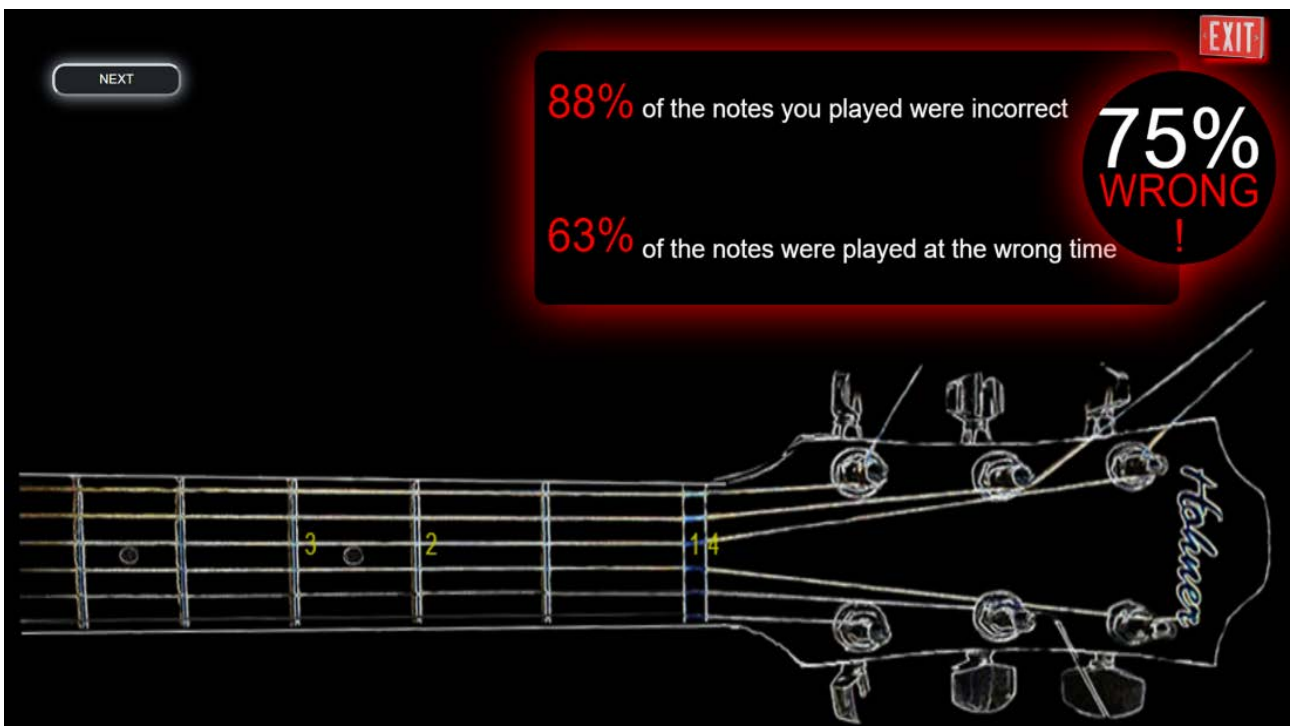 EXIT
NEXT
88% of the notes you played were incorrect
75%
WRONG
!
63% of the notes were played at the wrong time
3 2 1 4
Hohner